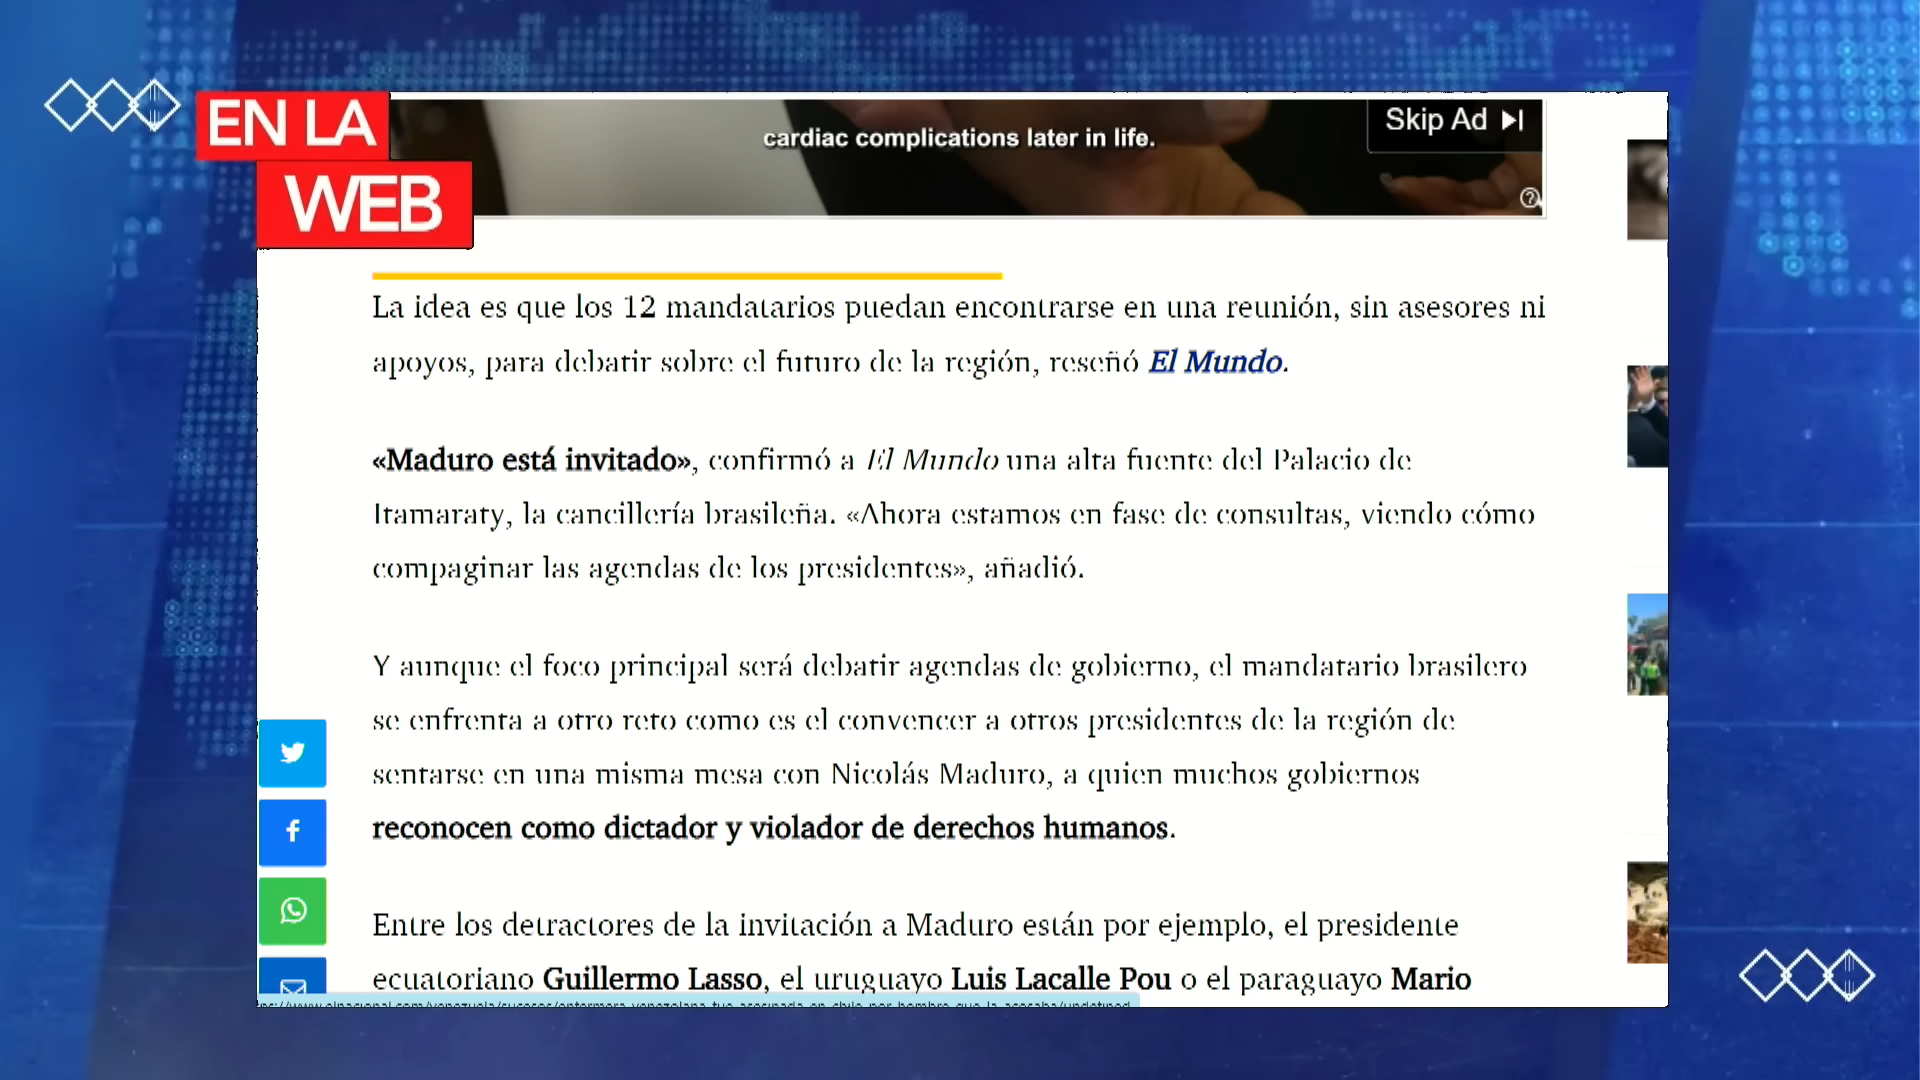 EN LA
WEB
cardiac complications later in life.
Skip Ad
La idea es que los 12 mandatarios puedan encontrarse en una reunión, sin asesores ni
apoyos, para debatir sobre el futuro de la región, reseñó El Mundo.
«Maduro está invitado», confirmó a El Mundo una alta fuente del Palacio de
Itamaraty, la cancillería brasileña. «Ahora estamos en fase de consultas, viendo cómo
compaginar las agendas de los presidentes», añadió.
Y aunque el foco principal será debatir agendas de gobierno, el mandatario brasilero
se enfrenta a otro reto como es el convencer a otros presidentes de la región de
sentarse en una misma mesa con Nicolás Maduro, a quien muchos gobiernos
reconocen como dictador y violador de derechos humanos.
Entre los detractores de la invitación a Maduro están por ejemplo, el presidente
ecuatoriano Guillermo Lasso, el uruguayo Luis Lacalle Pou o el paraguayo Mario